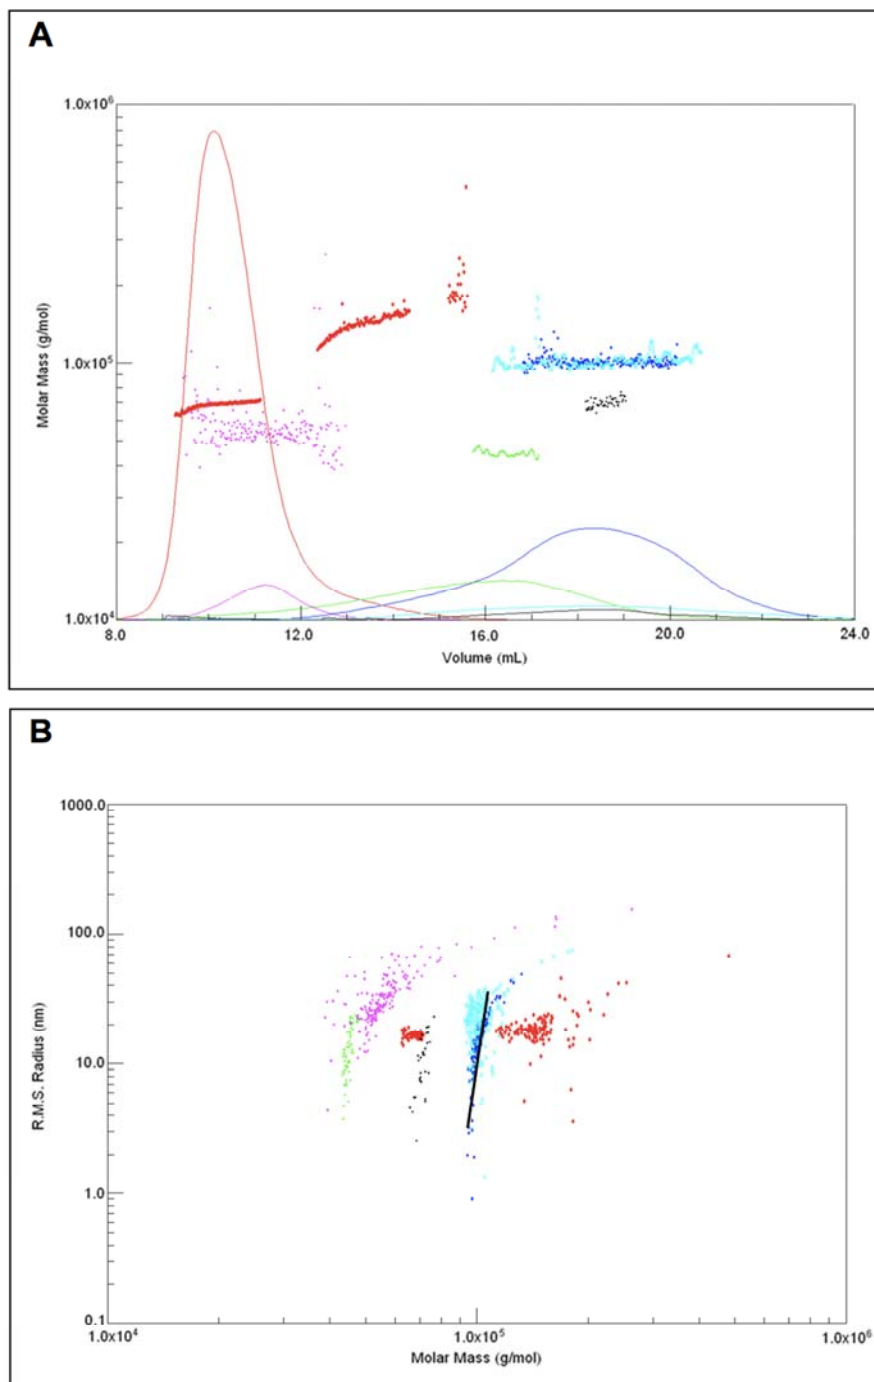 A
1.0x10⁶
1.0x10⁵
1.0x10⁴
Molar Mass (g/mol)
8.0 12.0 16.0 20.0 24.0
Volume (mL)
B
1000.0
100.0
10.0
1.0
0.1
R.M.S. Radius (nm)
1.0x10⁴ 1.0x10⁵ 1.0x10⁶
Molar Mass (g/mol)